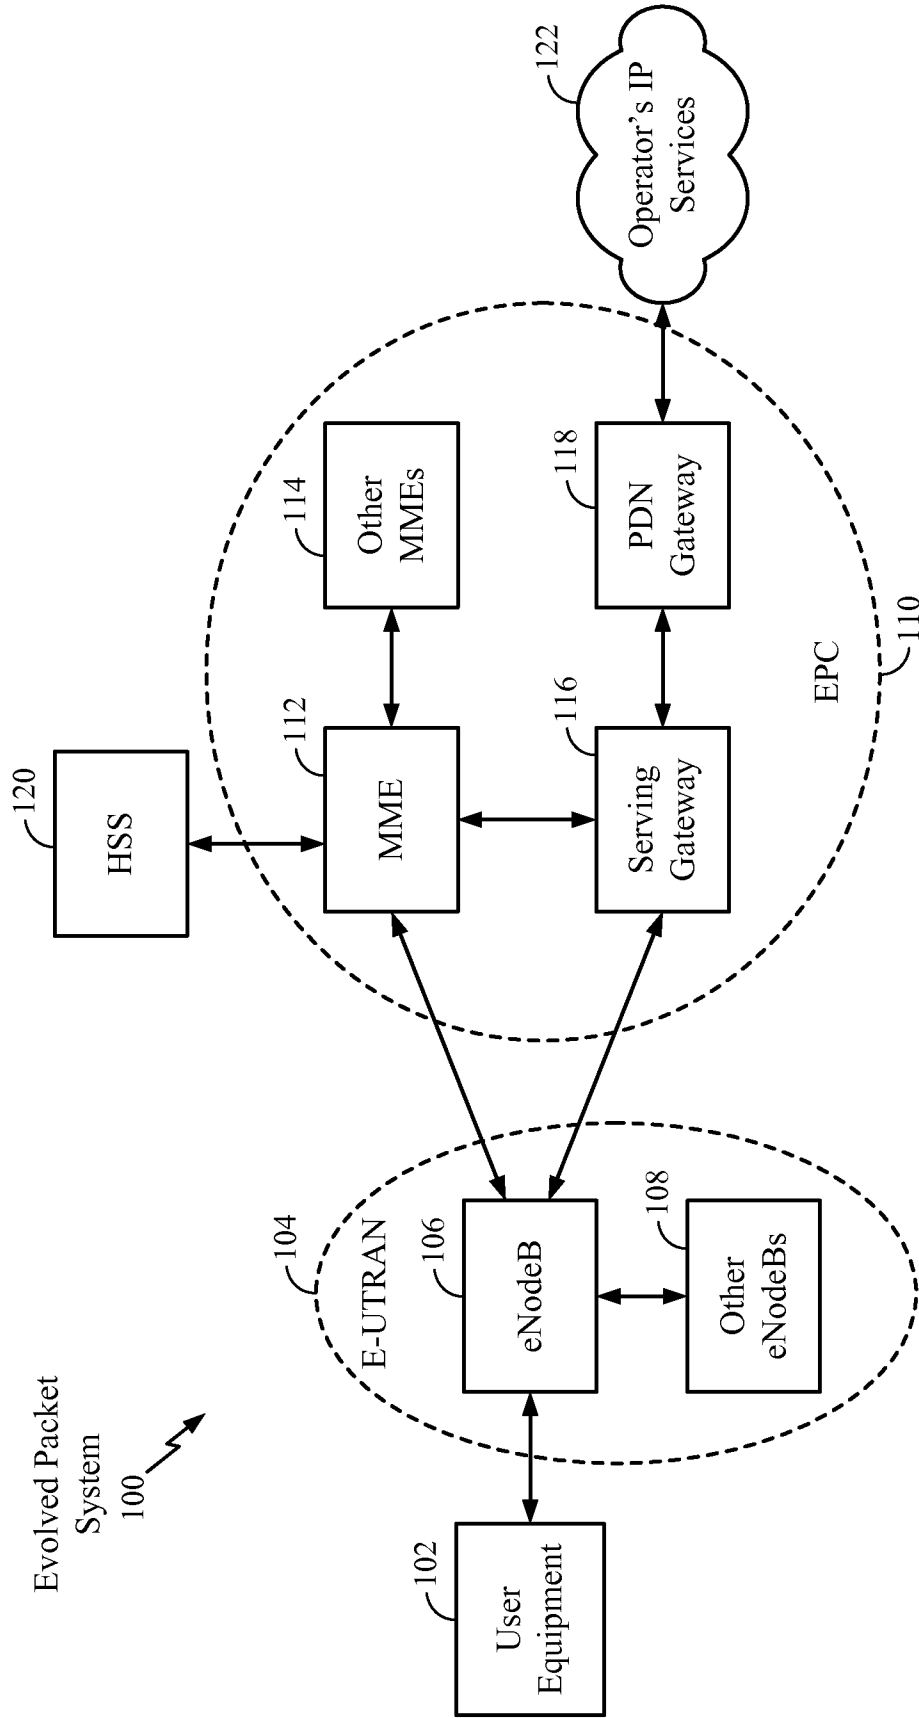 Evolved Packet
System
100
120
HSS
104
E-UTRAN
112
MME
114
Other
MMEs
102
User
Equipment
106
eNodeB
108
Other
eNodeBs
116
Serving
Gateway
118
PDN
Gateway
122
Operator's IP
Services
EPC
110